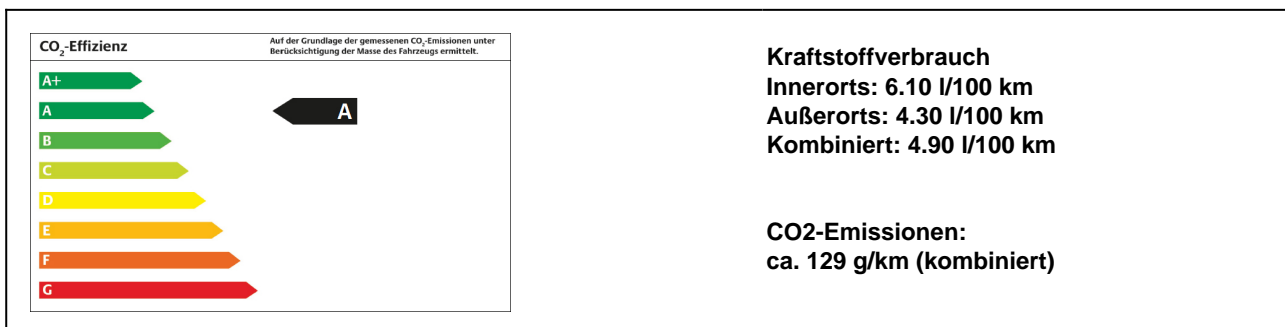 CO2-Effizienz
Auf der Grundlage der gemessenen CO2-Emissionen unter
Berücksichtigung der Masse des Fahrzeugs ermittelt.
A+
A
A
B
C
D
E
F
G
Kraftstoffverbrauch
Innerorts: 6.10 l/100 km
Außerorts: 4.30 l/100 km
Kombiniert: 4.90 l/100 km
CO2-Emissionen:
ca. 129 g/km (kombiniert)